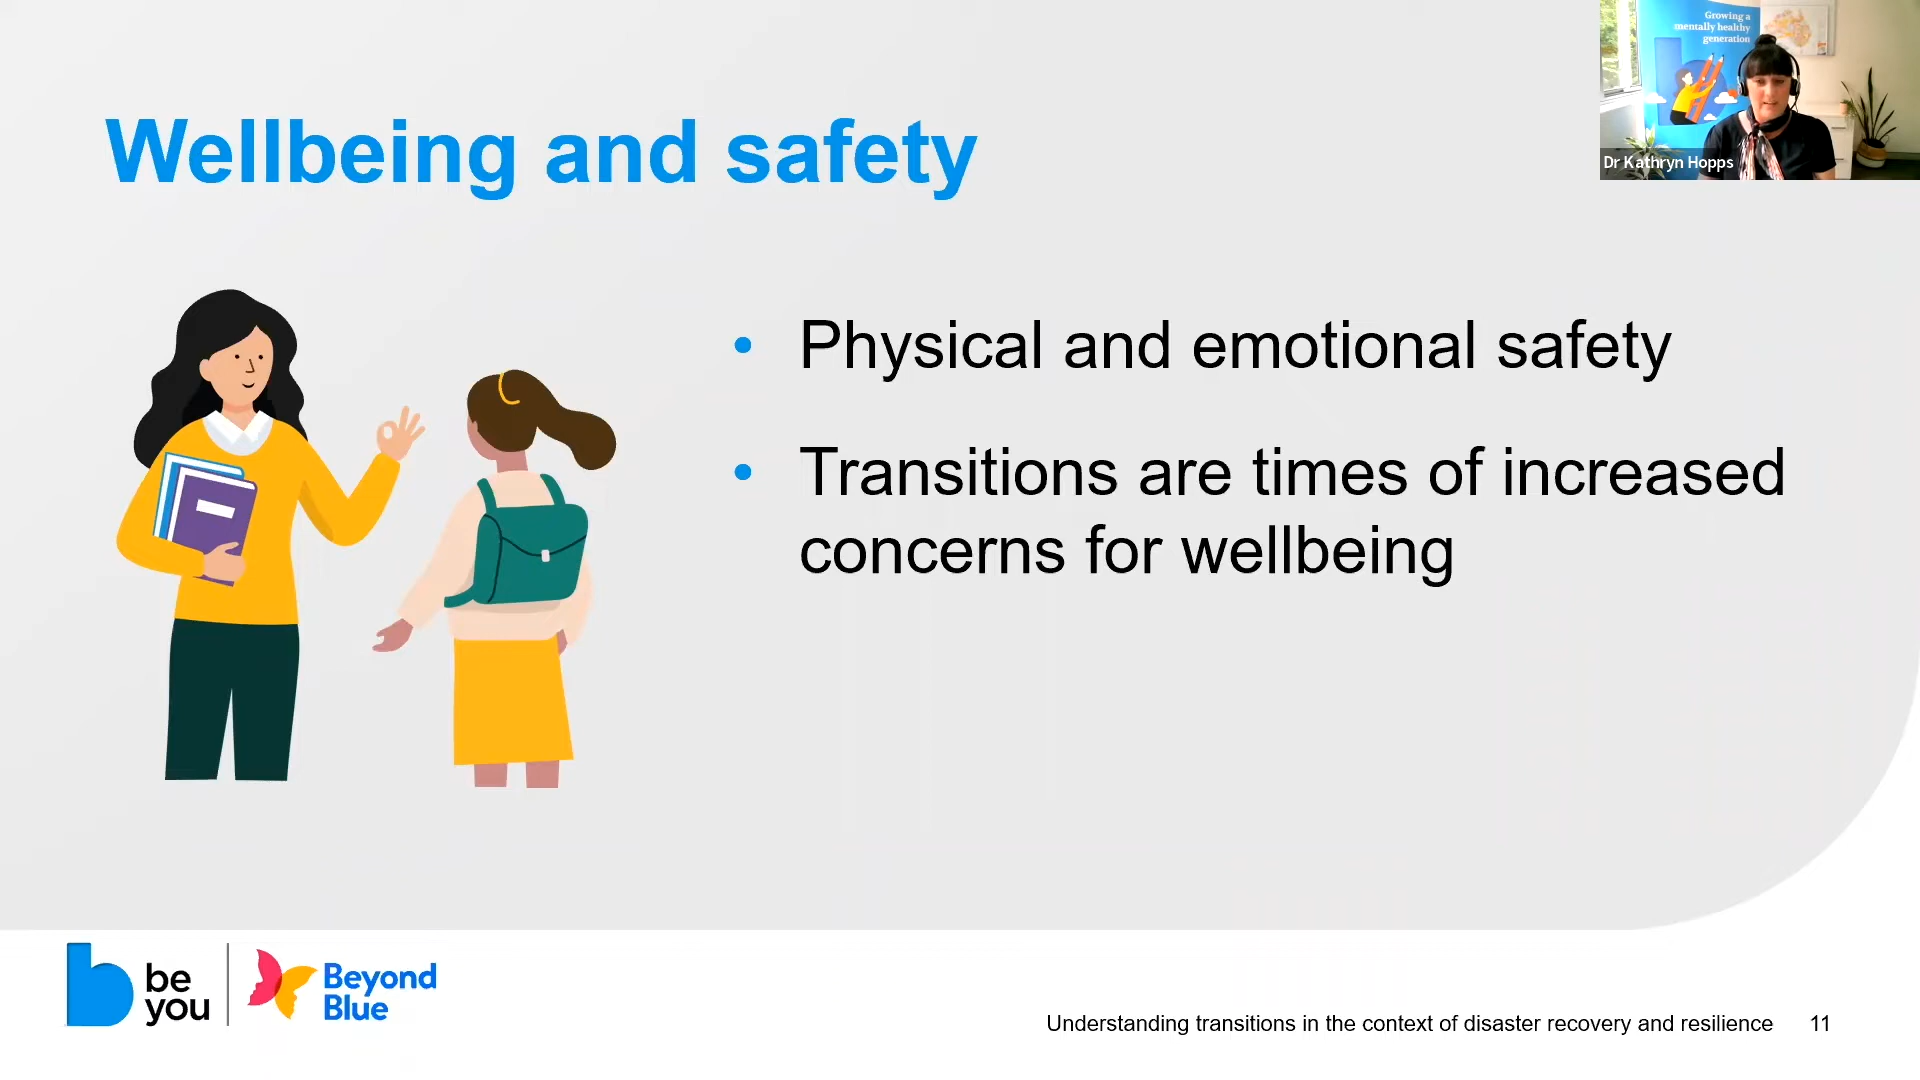 Growing a
mentally healthy
generation
Dr Kathryn Hopps
Wellbeing and safety
• Physical and emotional safety
• Transitions are times of increased
concerns for wellbeing
be
you
Beyond
Blue
Understanding transitions in the context of disaster recovery and resilience 11